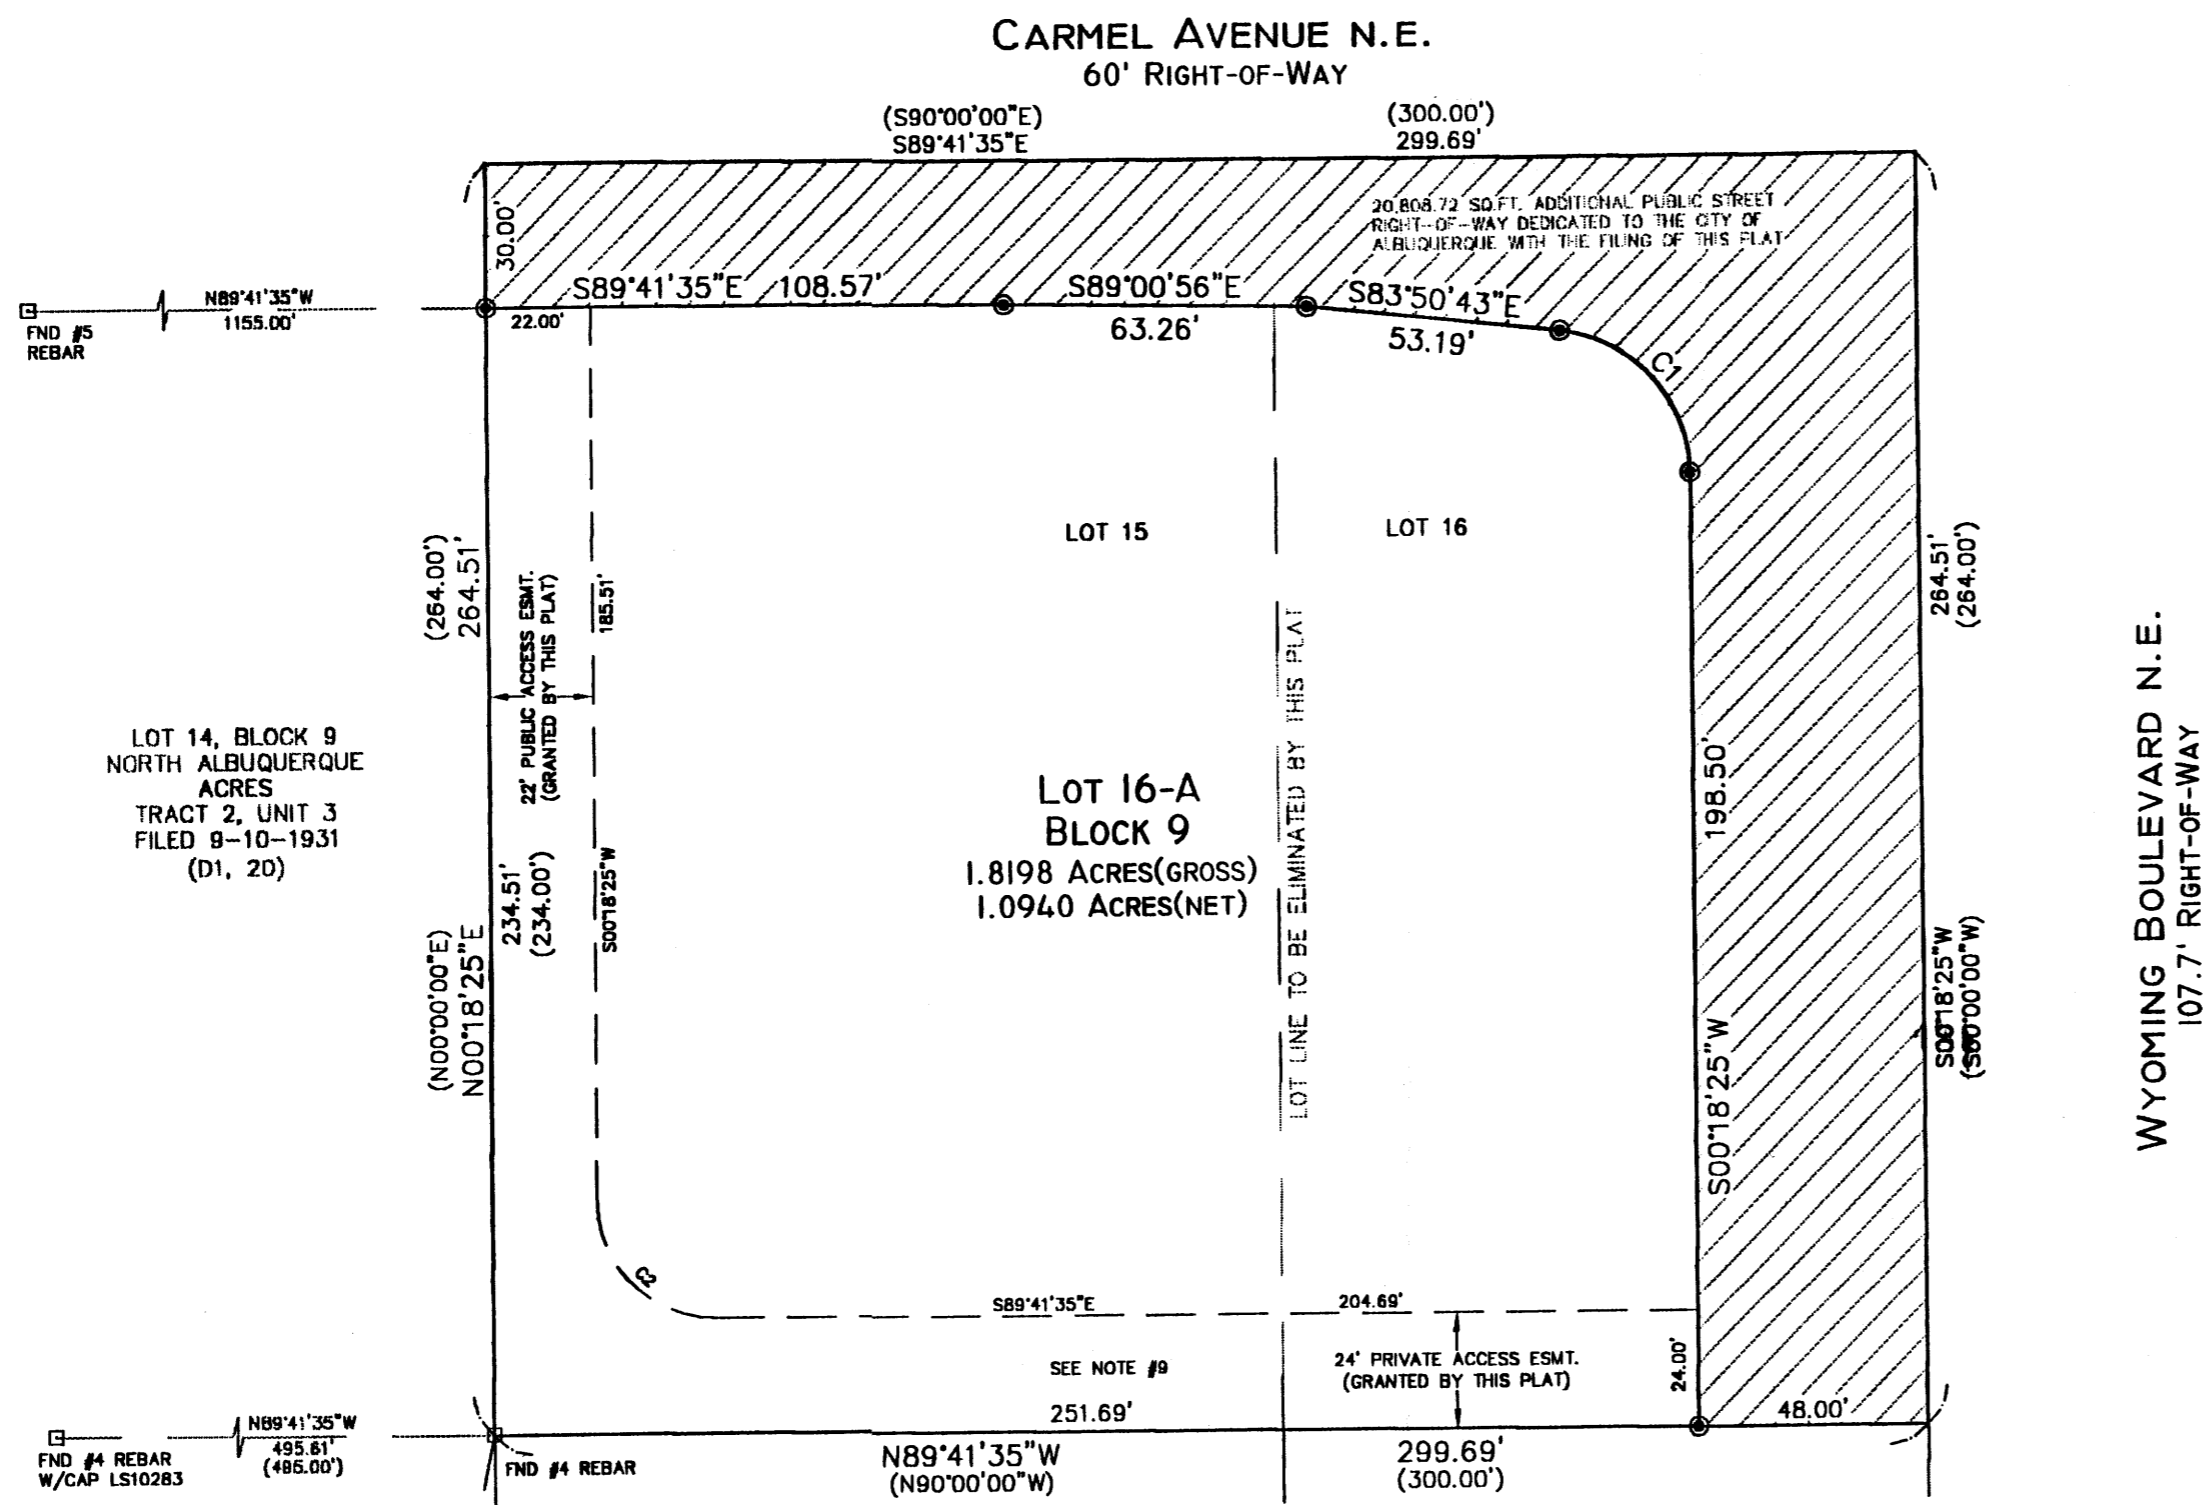 CARMEL AVENUE N.E.
60' RIGHT-OF-WAY
(S90°00'00"E)
S89°41'35"E
(300.00')
299.69'
20,808.72 SQ.FT. ADDITIONAL PUBLIC STREET
RIGHT-OF-WAY DEDICATED TO THE CITY OF
ALBUQUERQUE WITH THE FILING OF THIS PLAT
30.00'
N89°41'35"W
1155.00'
FND #5
REBAR
S89°41'35"E 108.57'
22.00'
S89°00'56"E
63.26'
S83°50'43"E
53.19'
C1
LOT 15
LOT 16
(264.00')
264.51'
22' PUBLIC ACCESS ESMT.
(GRANTED BY THIS PLAT)
185.51'
264.51'
(264.00')
LOT 14, BLOCK 9
NORTH ALBUQUERQUE
ACRES
TRACT 2, UNIT 3
FILED 9-10-1931
(D1, 2D)
LOT 16-A
BLOCK 9
1.8198 ACRES(GROSS)
1.0940 ACRES(NET)
LOT LINE TO BE ELIMINATED BY THIS PLAT
198.50'
S00°18'25"W
WYOMING BOULEVARD N.E.
107.7' RIGHT-OF-WAY
234.51'
(234.00')
S00°18'25"W
(N00°00'00"E)
N00°18'25"E
S00°18'25"W
(S00°00'00"W)
C2
S89°41'35"E
204.69'
SEE NOTE #9
24' PRIVATE ACCESS ESMT.
(GRANTED BY THIS PLAT)
24.00'
251.69'
48.00'
N89°41'35"W
495.61'
(495.00')
FND #4 REBAR
W/CAP LS10283
FND #4 REBAR
N89°41'35"W
(N90°00'00"W)
299.69'
(300.00')